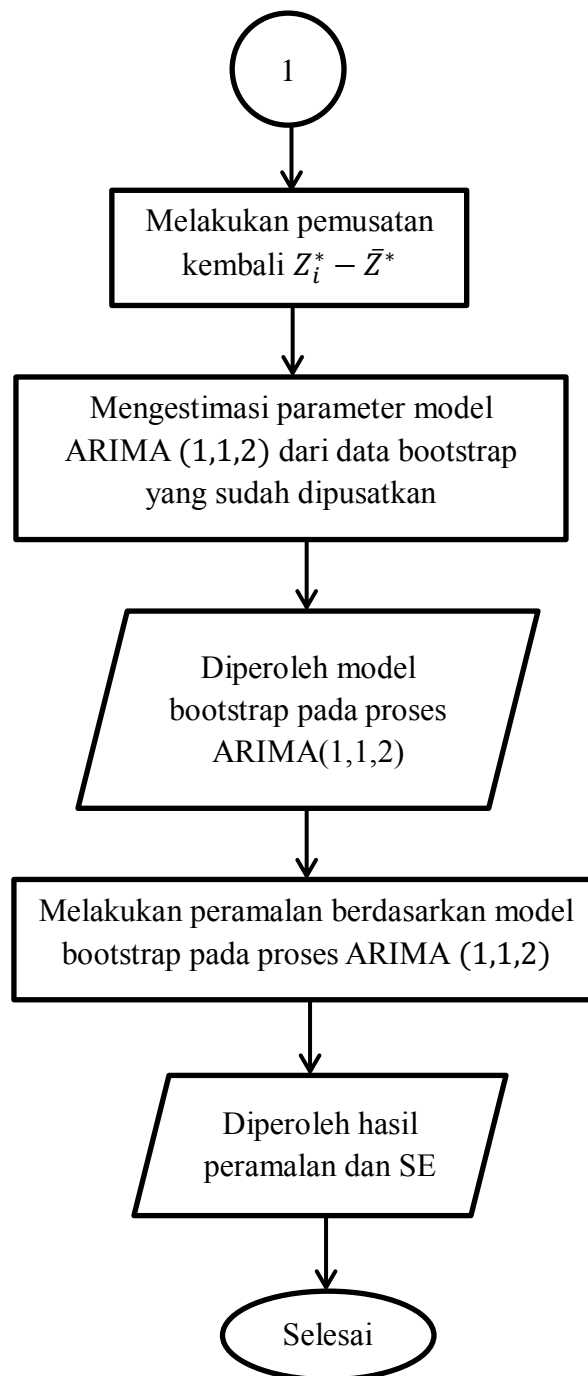 1
Melakukan pemusatan
kembali $Z_i^* - \bar{Z}^*$
Mengestimasi parameter model
ARIMA (1,1,2) dari data bootstrap
yang sudah dipusatkan
Diperoleh model
bootstrap pada proses
ARIMA(1,1,2)
Melakukan peramalan berdasarkan model
bootstrap pada proses ARIMA (1,1,2)
Diperoleh hasil
peramalan dan SE
Selesai